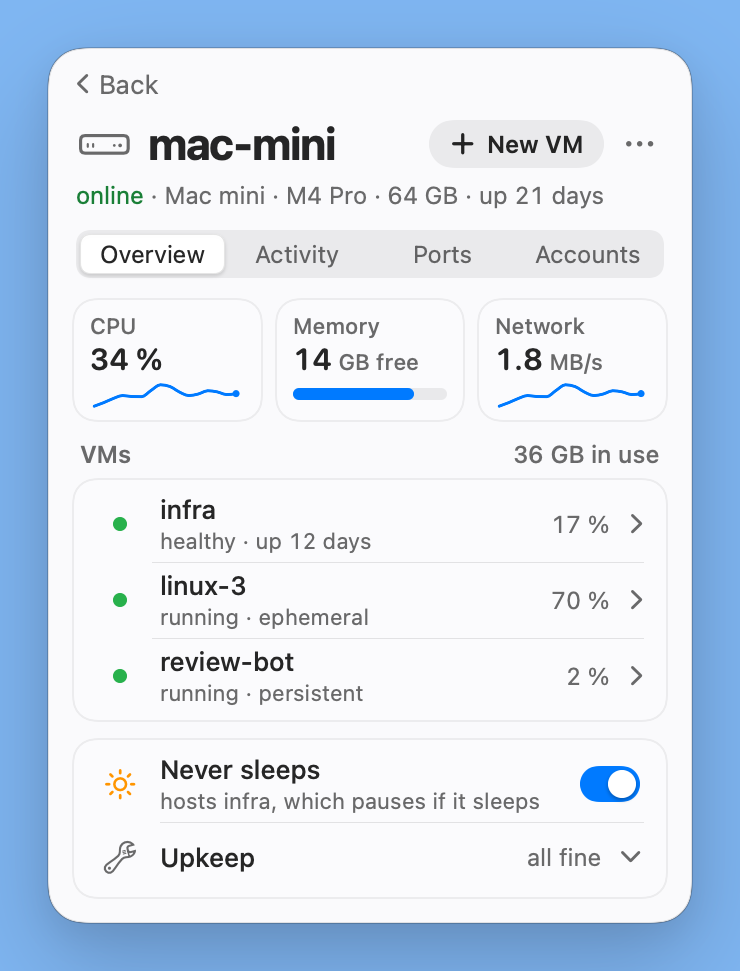 Back
mac-mini
New VM
online · Mac mini · M4 Pro · 64 GB · up 21 days
Overview Activity Ports Accounts
CPU Memory Network
34 % 14 GB free 1.8 MB/s
VMs 36 GB in use
infra
healthy · up 12 days
17 %
linux-3
running · ephemeral
70 %
review-bot
running · persistent
2 %
Never sleeps
hosts infra, which pauses if it sleeps
Upkeep all fine